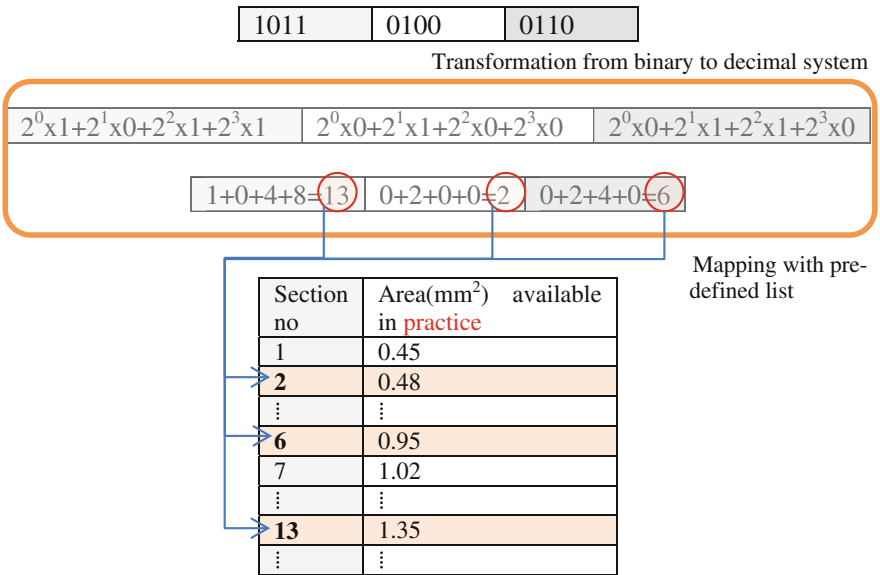 1011 0100 0110
Transformation from binary to decimal system
2⁰x1+2¹x0+2²x1+2³x1 2⁰x0+2¹x1+2²x0+2³x0 2⁰x0+2¹x1+2²x1+2³x0
1+0+4+8=13 0+2+0+0=2 0+2+4+0=6
Mapping with pre-
defined list
Section Area(mm²) available
no in practice
1 0.45
2 0.48
⁞ ⁞
6 0.95
7 1.02
⁞ ⁞
13 1.35
⁞ ⁞